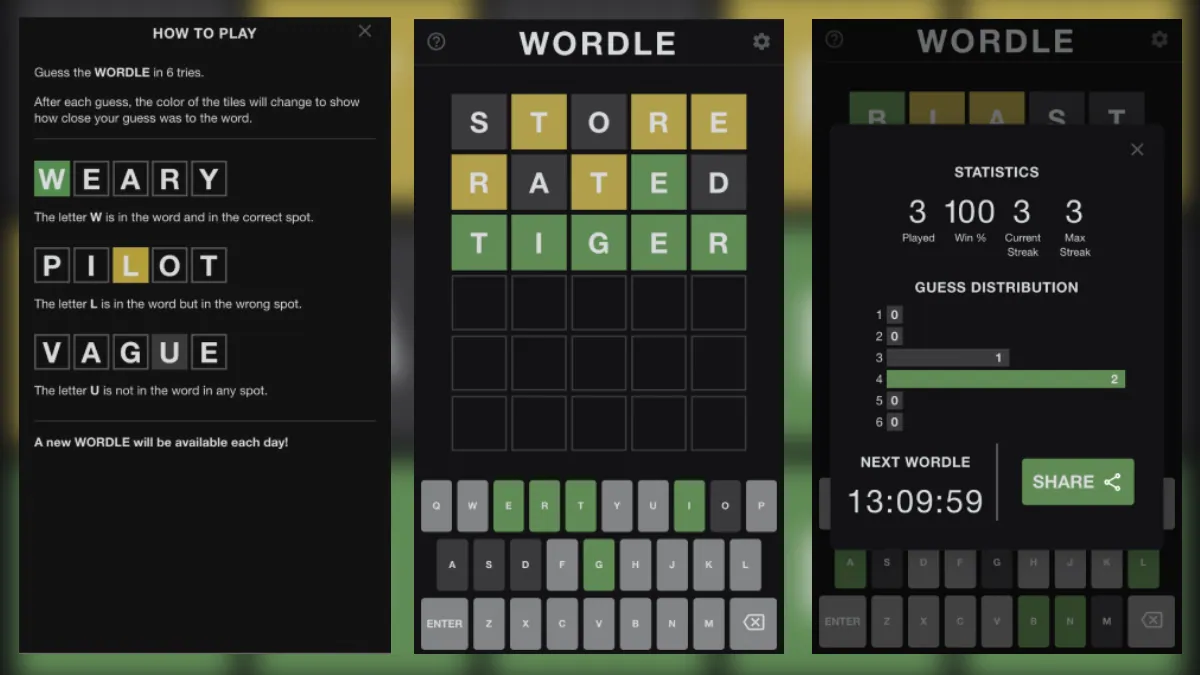 HOW TO PLAY
Guess the WORDLE in 6 tries.
After each guess, the color of the tiles will change to show
how close your guess was to the word.
WEARY
The letter W is in the word and in the correct spot.
PILOT
The letter L is in the word but in the wrong spot.
VAGUE
The letter U is not in the word in any spot.
A new WORDLE will be available each day!
?
WORDLE
STORE
RATED
TIGER
Q W E R T Y U I O P
A S D F G H J K L
ENTER Z X C V B N M
?
WORDLE
B L A S T
STATISTICS
3 100 3 3
Played Win % Current Streak Max Streak
GUESS DISTRIBUTION
1 0
2 0
3 1
4 2
5 0
6 0
NEXT WORDLE
13:09:59
SHARE
A S D F G H J K L
ENTER Z X C V B N M